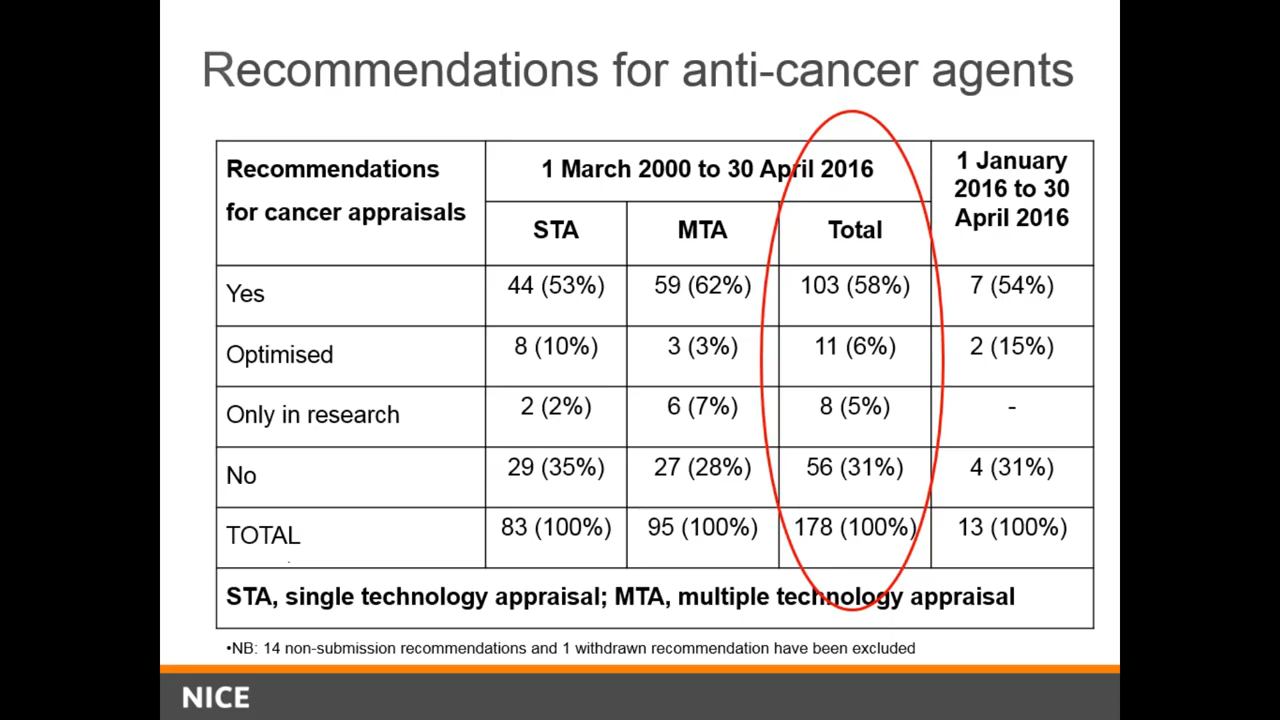 Recommendations for anti-cancer agents
Recommendations
for cancer appraisals
1 March 2000 to 30 April 2016
1 January
2016 to 30
April 2016
STA MTA Total
Yes 44 (53%) 59 (62%) 103 (58%) 7 (54%)
Optimised 8 (10%) 3 (3%) 11 (6%) 2 (15%)
Only in research 2 (2%) 6 (7%) 8 (5%) -
No 29 (35%) 27 (28%) 56 (31%) 4 (31%)
TOTAL 83 (100%) 95 (100%) 178 (100%) 13 (100%)
STA, single technology appraisal; MTA, multiple technology appraisal
•NB: 14 non-submission recommendations and 1 withdrawn recommendation have been excluded
NICE